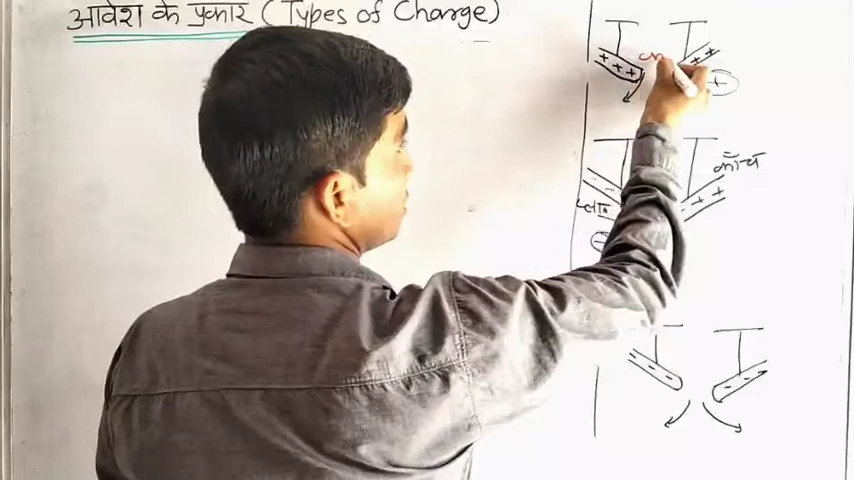 आवेश के प्रकार (Types of Charge)
+ + +
+ +
+
काँच
- -
+ +
-
- - -
- - -